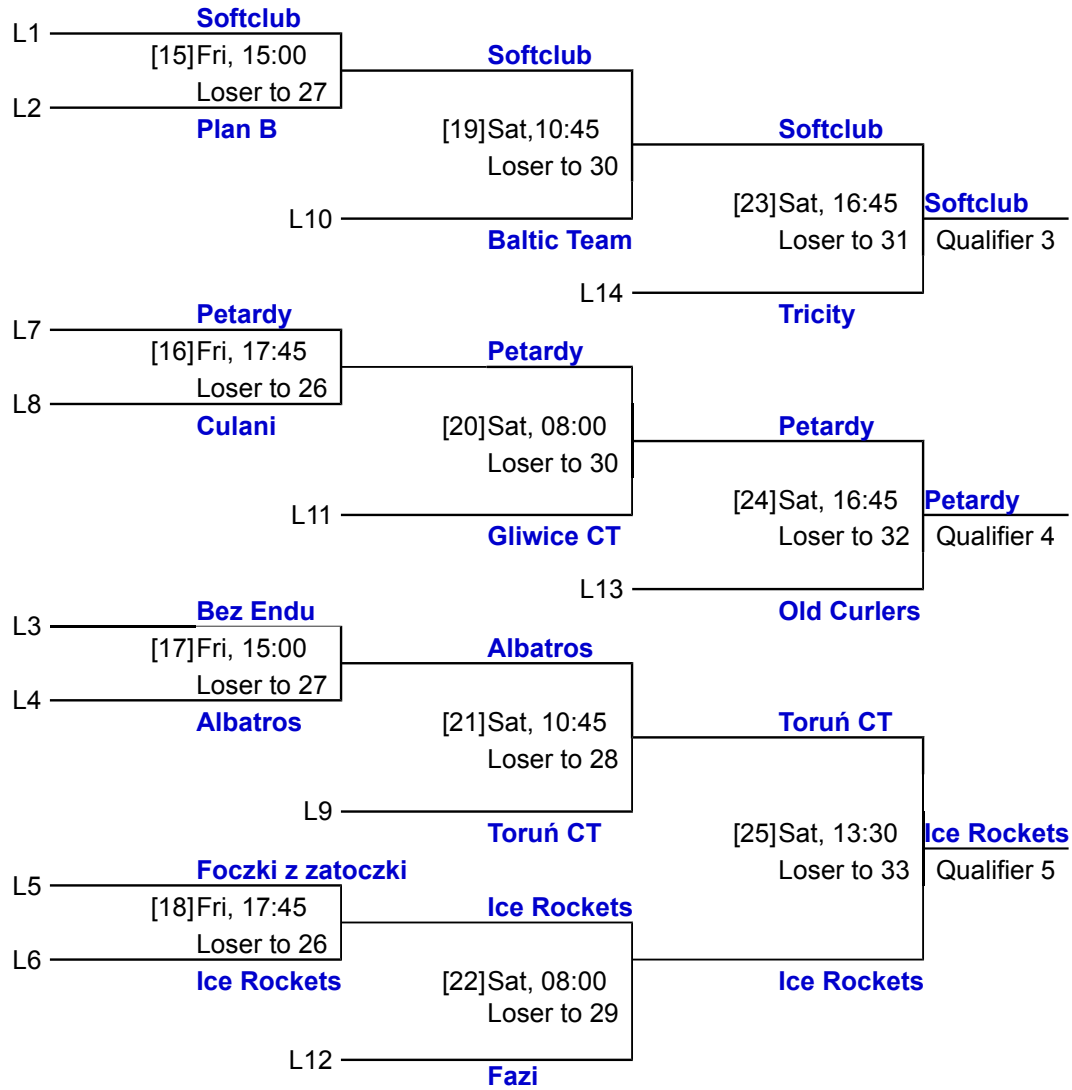 Softclub
L1
[15] Fri, 15:00
Softclub
Loser to 27
L2
Plan B
[19] Sat,10:45
Softclub
Loser to 30
[23] Sat, 16:45
Softclub
L10
Baltic Team
Loser to 31
Qualifier 3
L14
Petardy
Tricity
L7
[16] Fri, 17:45
Petardy
Loser to 26
L8
Culani
[20] Sat, 08:00
Petardy
Loser to 30
[24] Sat, 16:45
Petardy
L11
Gliwice CT
Loser to 32
Qualifier 4
L13
Bez Endu
Old Curlers
L3
[17] Fri, 15:00
Albatros
Loser to 27
L4
Albatros
[21] Sat, 10:45
Toruń CT
Loser to 28
L9
Toruń CT
[25] Sat, 13:30
Ice Rockets
Foczki z zatoczki
Loser to 33
Qualifier 5
L5
[18] Fri, 17:45
Ice Rockets
Loser to 26
L6
Ice Rockets
[22] Sat, 08:00
Ice Rockets
Loser to 29
L12
Fazi